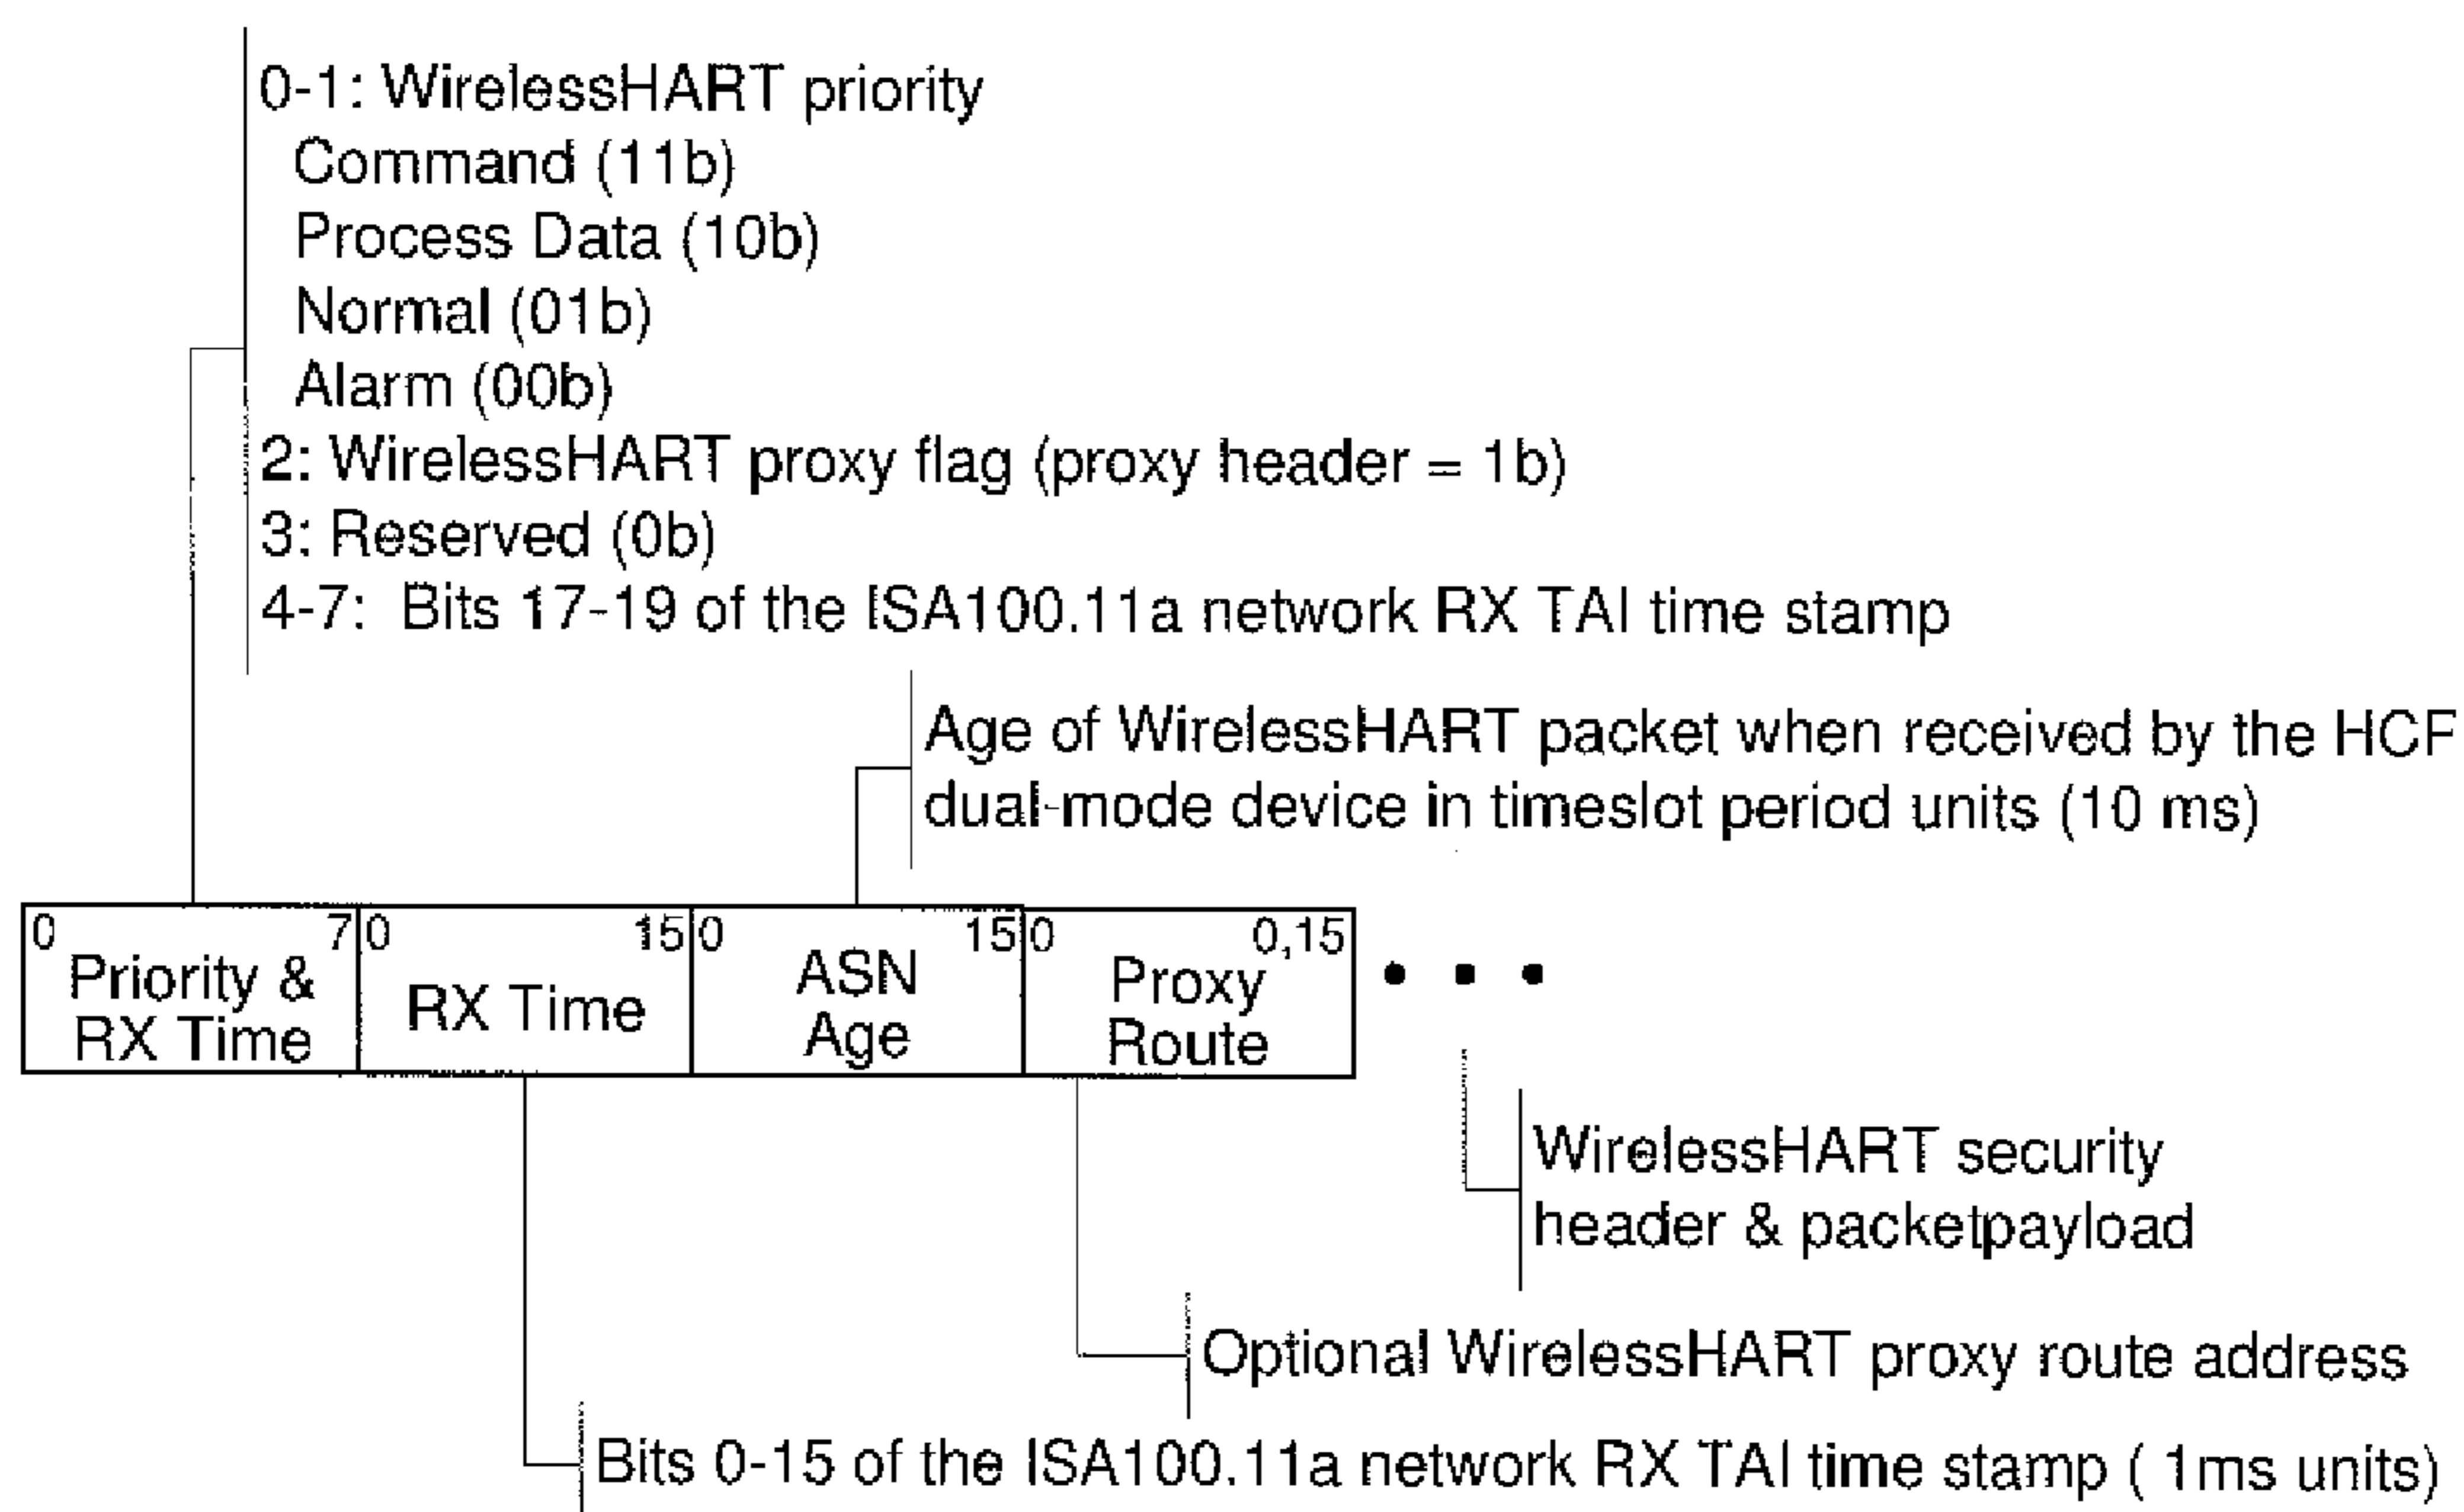 0-1: WirelessHART priority
Command (11b)
Process Data (10b)
Normal (01b)
Alarm (00b)
2: WirelessHART proxy flag (proxy header = 1b)
3: Reserved (0b)
4-7: Bits 17-19 of the ISA100.11a network RX TAI time stamp
Age of WirelessHART packet when received by the HCF
dual-mode device in timeslot period units (10 ms)
0 7 0 15 0 15 0 0,15
Priority &
RX Time
RX Time
ASN
Age
Proxy
Route
WirelessHART security
header & packetpayload
Optional WirelessHART proxy route address
Bits 0-15 of the ISA100.11a network RX TAI time stamp ( 1ms units)